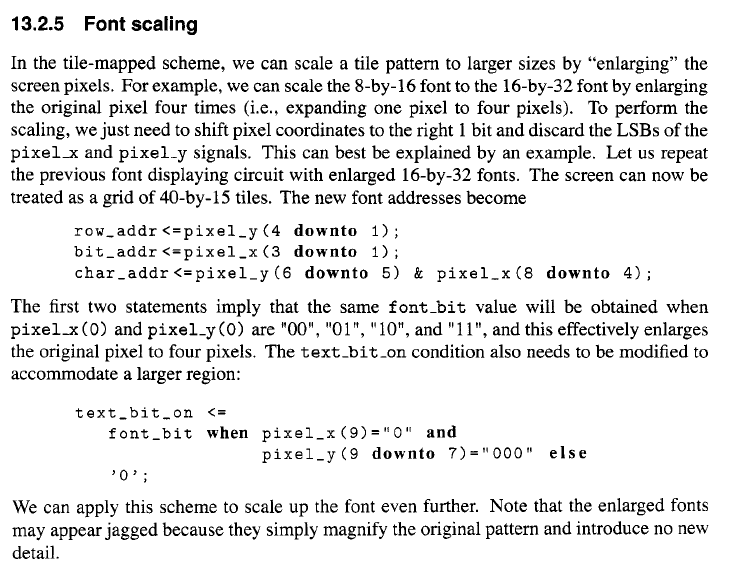 13.2.5 Font scaling
In the tile-mapped scheme, we can scale a tile pattern to larger sizes by “enlarging” the
screen pixels. For example, we can scale the 8-by-16 font to the 16-by-32 font by enlarging
the original pixel four times (i.e., expanding one pixel to four pixels). To perform the
scaling, we just need to shift pixel coordinates to the right 1 bit and discard the LSBs of the
pixel_x and pixel_y signals. This can best be explained by an example. Let us repeat
the previous font displaying circuit with enlarged 16-by-32 fonts. The screen can now be
treated as a grid of 40-by-15 tiles. The new font addresses become
row_addr<=pixel_y(4 downto 1);
bit_addr<=pixel_x(3 downto 1);
char_addr<=pixel_y(6 downto 5) & pixel_x(8 downto 4);
The first two statements imply that the same font_bit value will be obtained when
pixel_x(0) and pixel_y(0) are "00", "01", "10", and "11", and this effectively enlarges
the original pixel to four pixels. The text_bit_on condition also needs to be modified to
accommodate a larger region:
text_bit_on <=
font_bit when pixel_x(9)="0" and
pixel_y(9 downto 7)="000" else
'0';
We can apply this scheme to scale up the font even further. Note that the enlarged fonts
may appear jagged because they simply magnify the original pattern and introduce no new
detail.